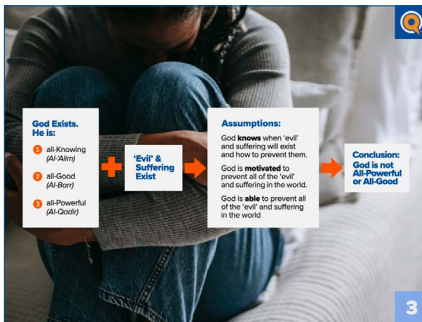 God Exists.
He is:
1 all-Knowing
(Al-'Alim)
2 all-Good
(Al-Barr)
3 all-Powerful
(Al-Qadir)
'Evil' &
Suffering
Exist
Assumptions:
God knows when 'evil'
and suffering will exist
and how to prevent them.
God is motivated to
prevent all of the 'evil'
and suffering in the world.
God is able to prevent all
of the 'evil' and suffering
in the world
Conclusion:
God is not
All-Powerful
or All-Good
3